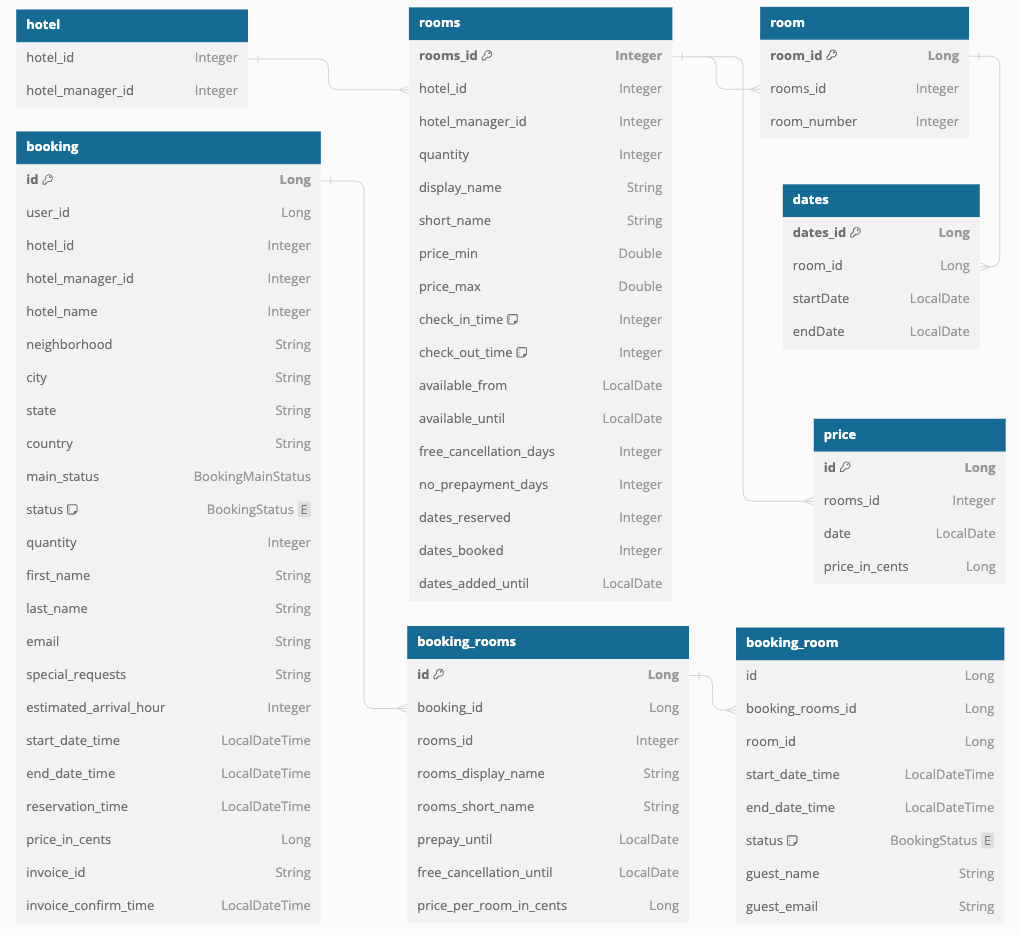 hotel
hotel_id Integer
hotel_manager_id Integer
booking
id Long
user_id Long
hotel_id Integer
hotel_manager_id Integer
hotel_name Integer
neighborhood String
city String
state String
country String
main_status BookingMainStatus
status BookingStatus E
quantity Integer
first_name String
last_name String
email String
special_requests String
estimated_arrival_hour Integer
start_date_time LocalDateTime
end_date_time LocalDateTime
reservation_time LocalDateTime
price_in_cents Long
invoice_id String
invoice_confirm_time LocalDateTime
rooms
rooms_id Integer
hotel_id Integer
hotel_manager_id Integer
quantity Integer
display_name String
short_name String
price_min Double
price_max Double
check_in_time Integer
check_out_time Integer
available_from LocalDate
available_until LocalDate
free_cancellation_days Integer
no_prepayment_days Integer
dates_reserved Integer
dates_booked Integer
dates_added_until LocalDate
booking_rooms
id Long
booking_id Long
rooms_id Integer
rooms_display_name String
rooms_short_name String
prepay_until LocalDate
free_cancellation_until LocalDate
price_per_room_in_cents Long
room
room_id Long
rooms_id Integer
room_number Integer
dates
dates_id Long
room_id Long
startDate LocalDate
endDate LocalDate
price
id Long
rooms_id Integer
date LocalDate
price_in_cents Long
booking_room
id Long
booking_rooms_id Long
room_id Long
start_date_time LocalDateTime
end_date_time LocalDateTime
status BookingStatus E
guest_name String
guest_email String